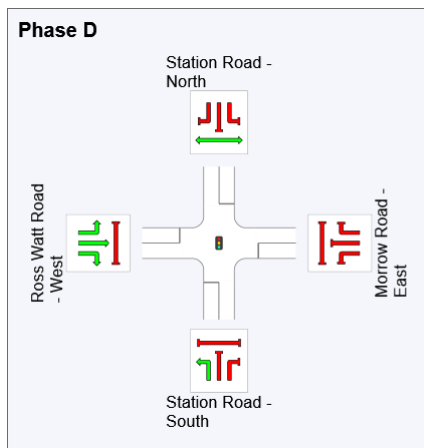 Phase D
Station Road -
North
Ross Watt Road
- West
Morrow Road -
East
Station Road -
South